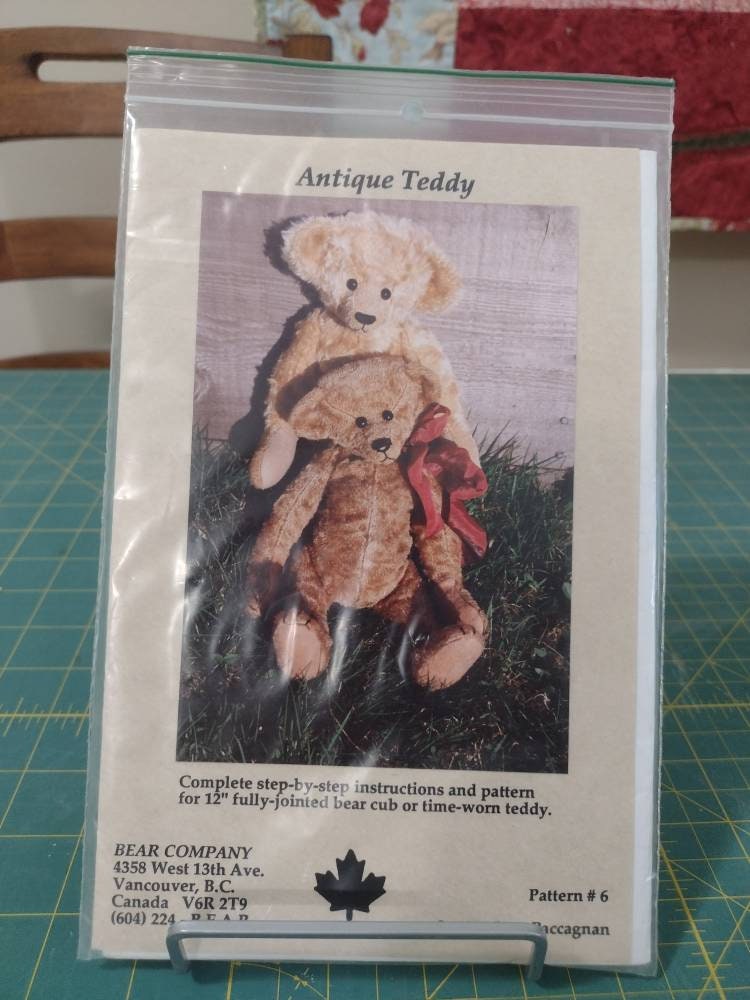 Antique Teddy
Complete step-by-step instructions and pattern
for 12" fully-jointed bear cub or time-worn teddy.
BEAR COMPANY
4358 West 13th Ave.
Vancouver, B.C.
Canada V6R 2T9
(604) 224 - B E A R
Pattern # 6